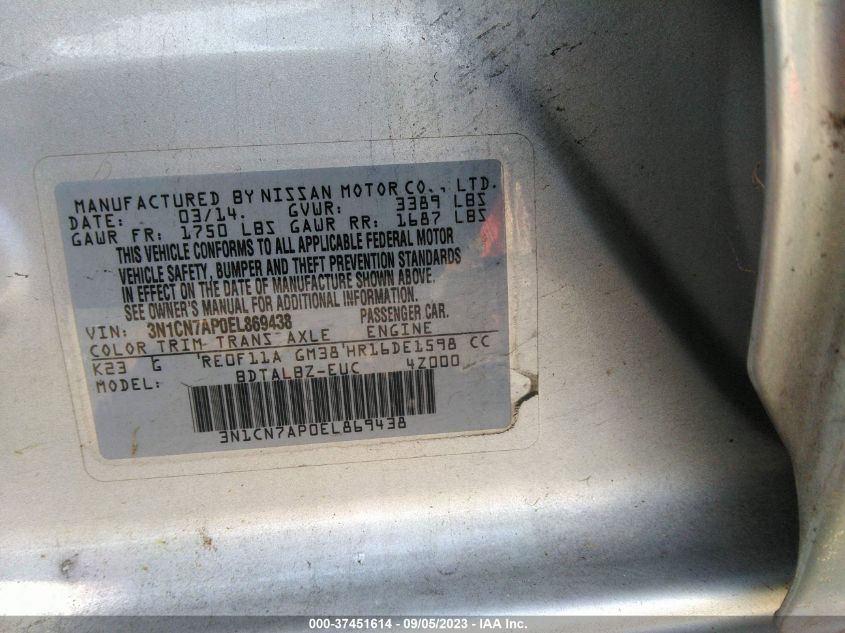 MANUFACTURED BY NISSAN MOTOR CO., LTD.
DATE: 03/14. GVWR: 3389 LBS
GAWR FR: 1750 LBS GAWR RR: 1687 LBS
THIS VEHICLE CONFORMS TO ALL APPLICABLE FEDERAL MOTOR
VEHICLE SAFETY, BUMPER AND THEFT PREVENTION STANDARDS
IN EFFECT ON THE DATE OF MANUFACTURE SHOWN ABOVE.
SEE OWNER'S MANUAL FOR ADDITIONAL INFORMATION.
VIN: 3N1CN7AP0EL869438 PASSENGER CAR.
COLOR TRIM TRANS AXLE ENGINE
K23 G 'RE0F11A GM38'HR16DE1598 CC
MODEL: BDTALBZ-EUC 4Z000
3N1CN7AP0EL869438
000-37451614 - 09/05/2023 - IAA Inc.